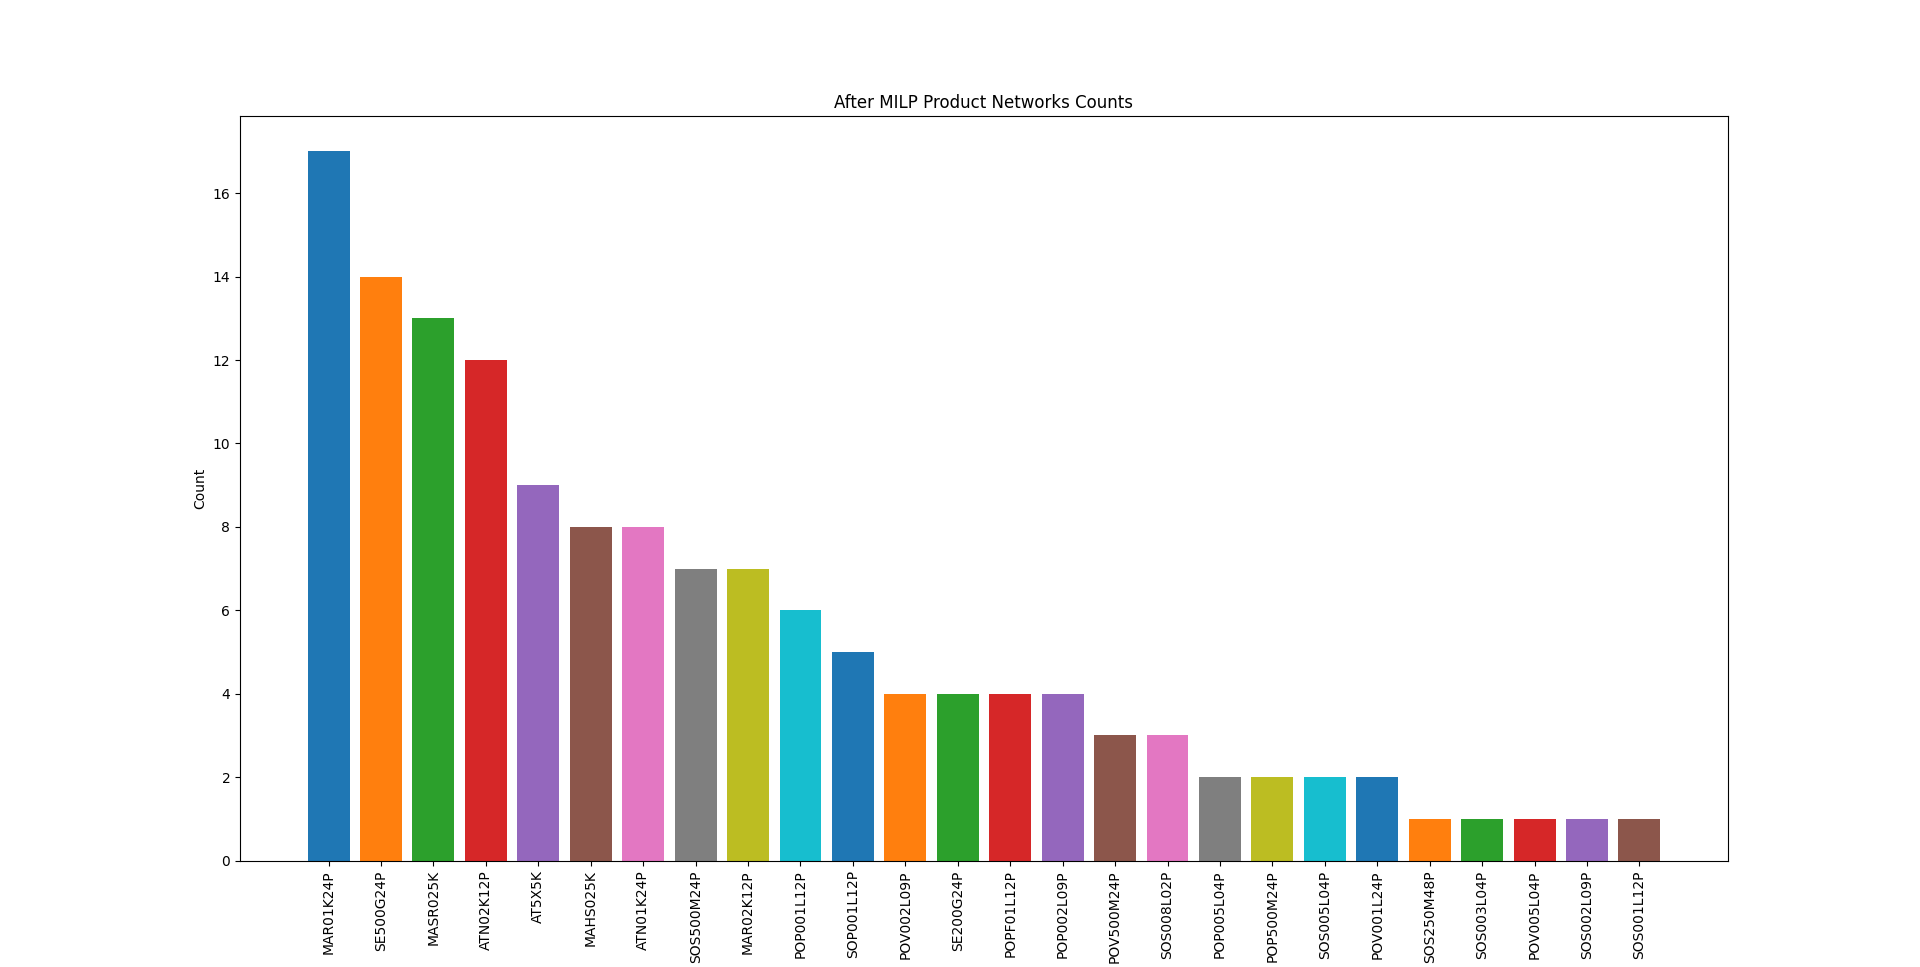 After MILP Product Networks Counts
Count
16
14
12
10
8
6
4
2
0
MAR01K24P
SE500G24P
MASR025K
ATN02K12P
AT5X5K
MAHS025K
ATN01K24P
SOS500M24P
MAR02K12P
POP001L12P
SOP001L12P
POV002L09P
SE200G24P
POPF01L12P
POP002L09P
POV500M24P
SOS008L02P
POP005L04P
POP500M24P
SOS005L04P
POV001L24P
SOS250M48P
SOS003L04P
POV005L04P
SOS002L09P
SOS001L12P